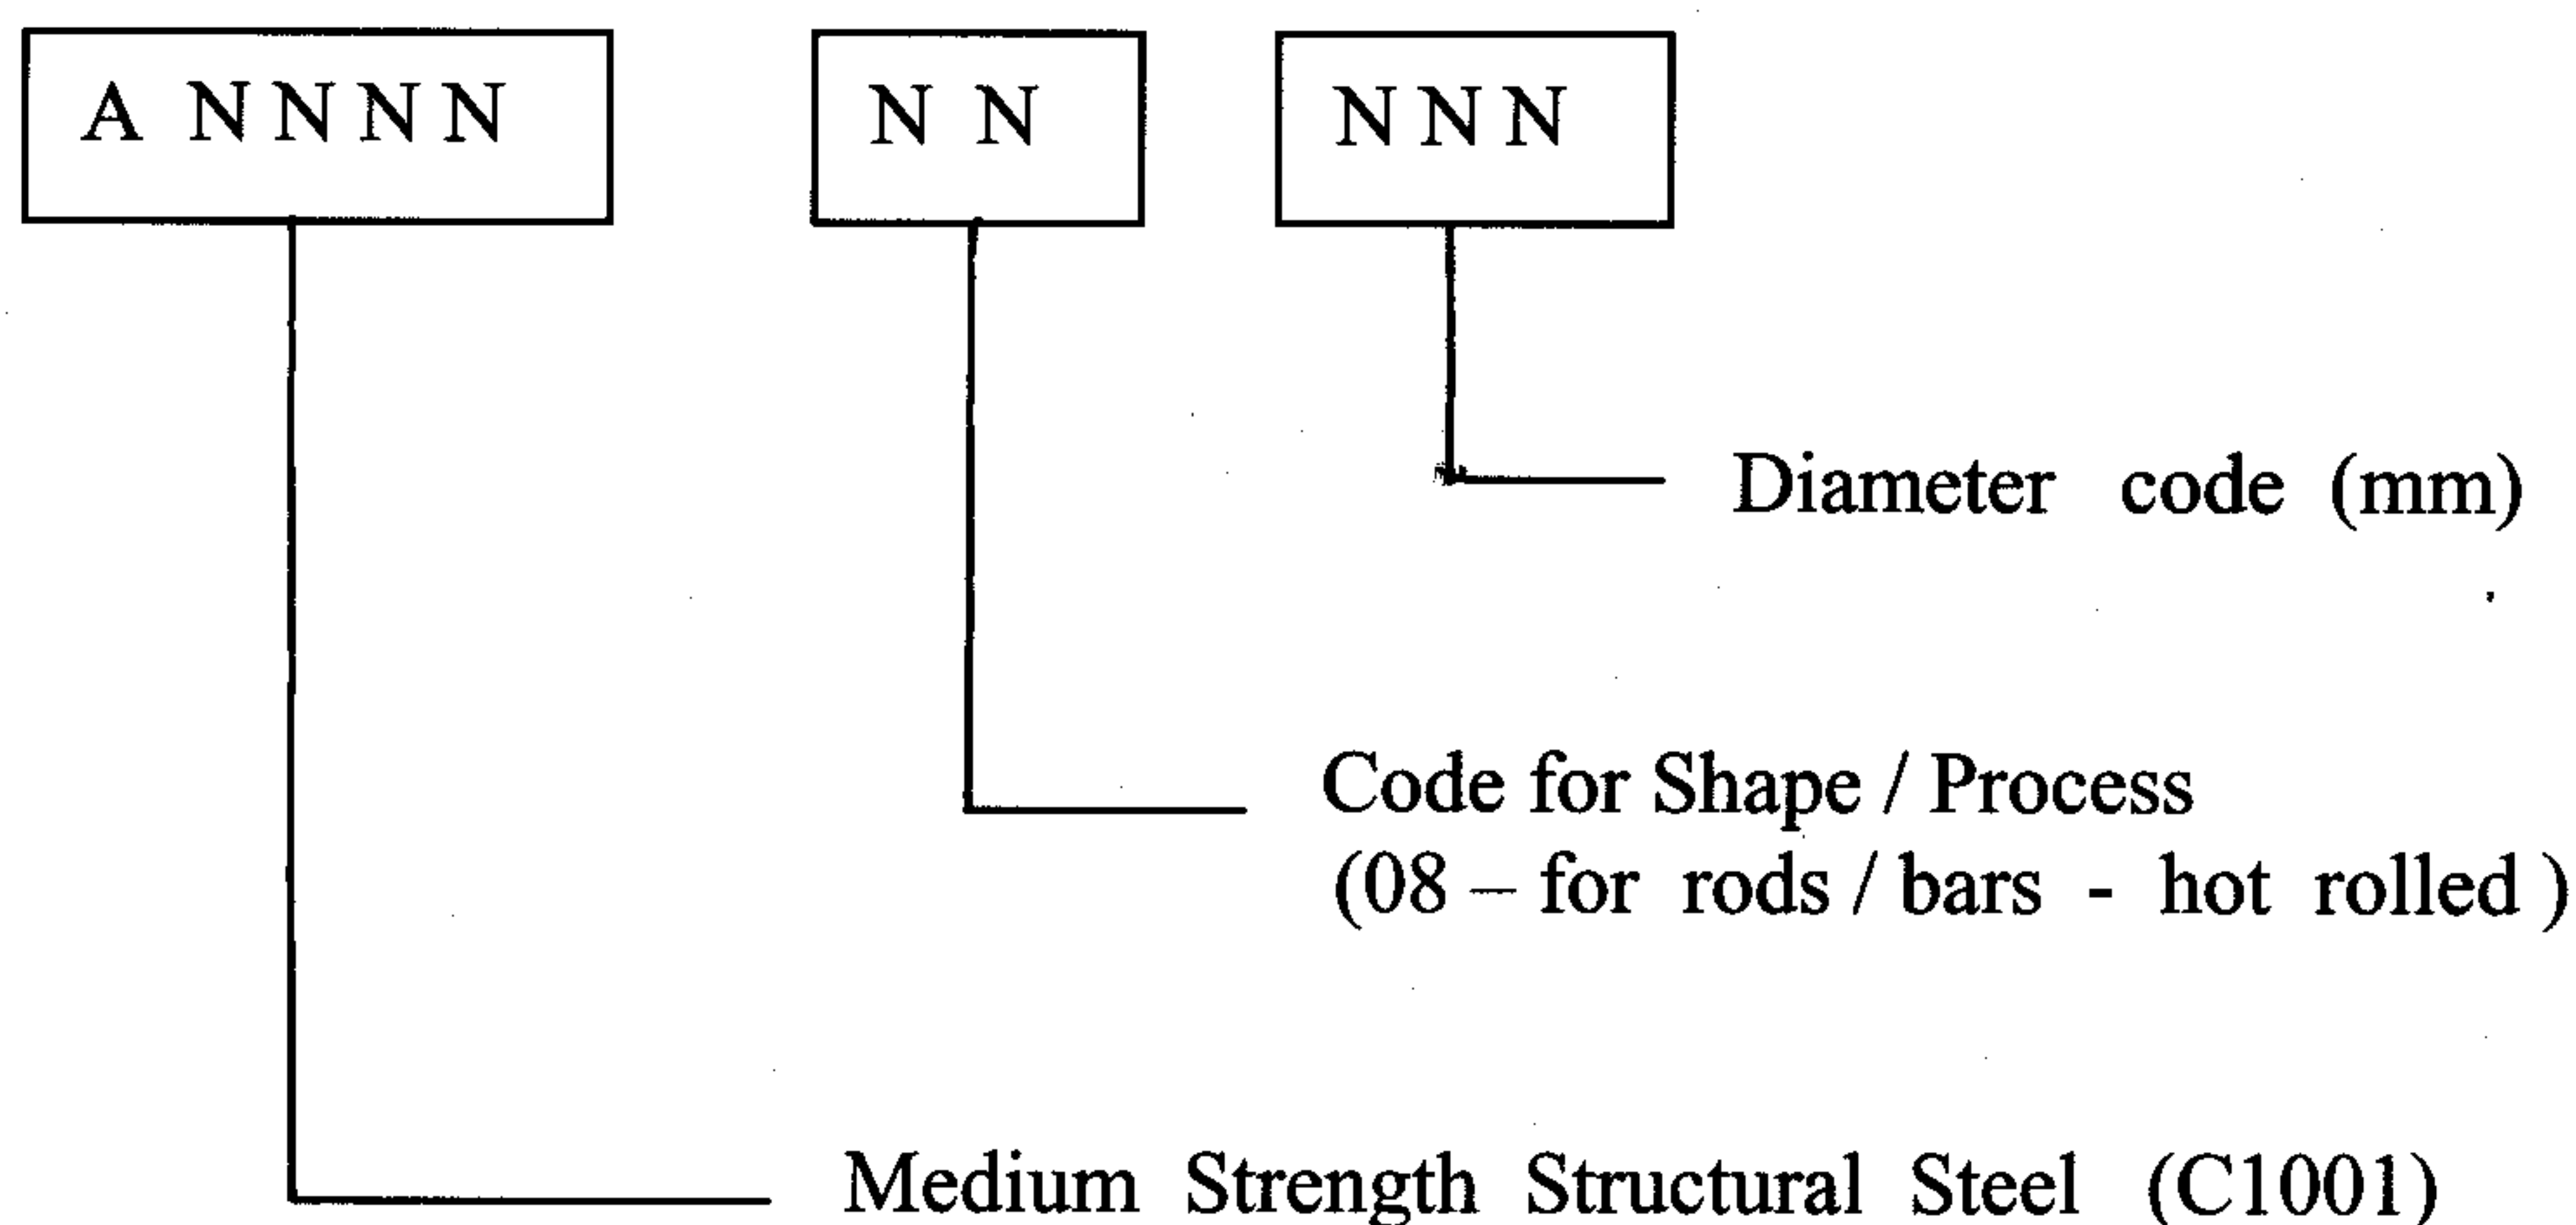 A NNNN NN NNN
Diameter code (mm)
Code for Shape / Process
(08 – for rods / bars - hot rolled )
Medium Strength Structural Steel (C1001)